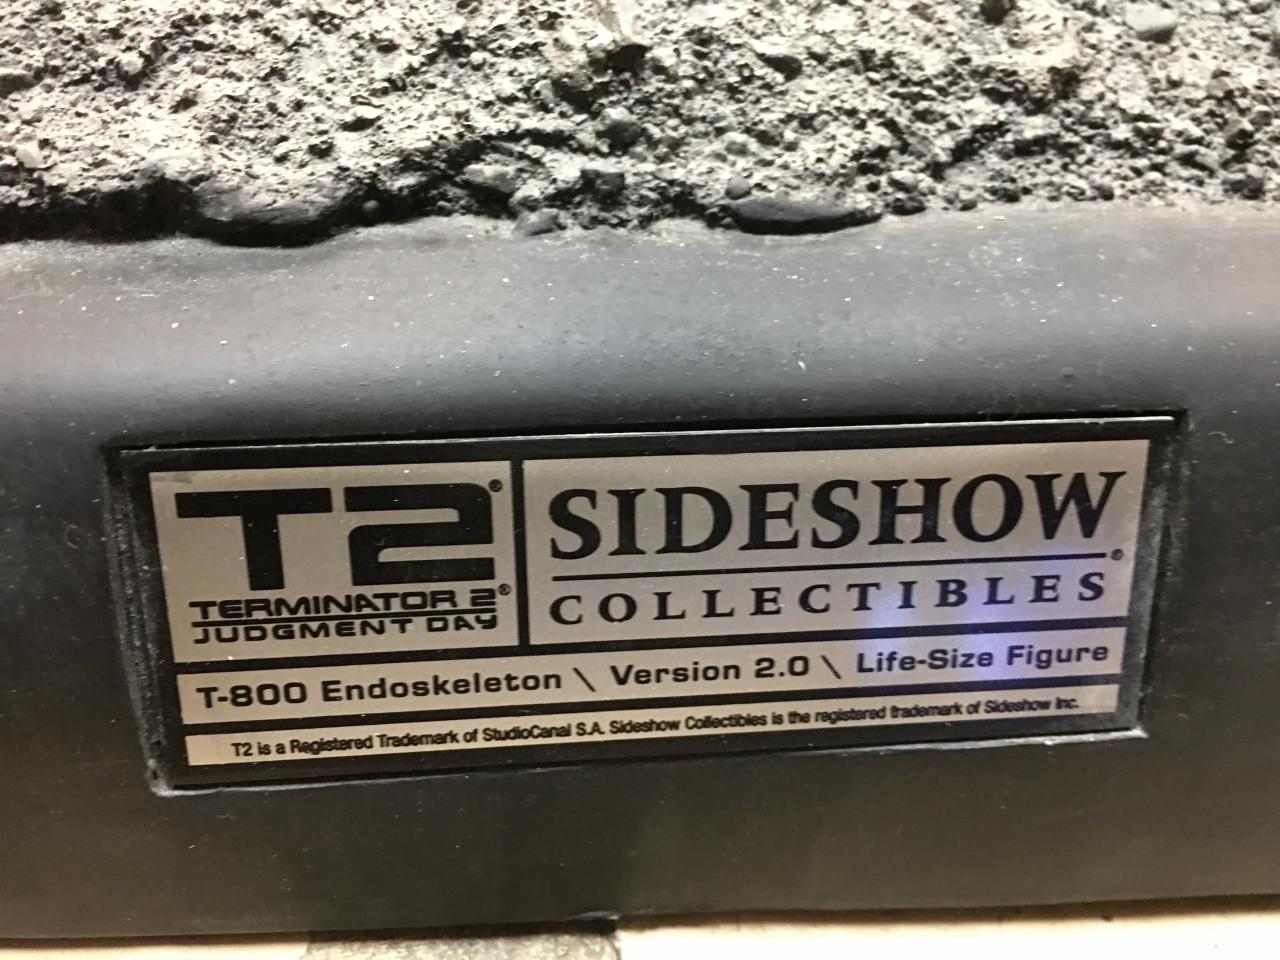 T2®
TERMINATOR 2®
JUDGMENT DAY
SIDESHOW
COLLECTIBLES®
T-800 Endoskeleton \ Version 2.0 \ Life-Size Figure
T2 is a Registered Trademark of StudioCanal S.A. Sideshow Collectibles is the registered trademark of Sideshow Inc.